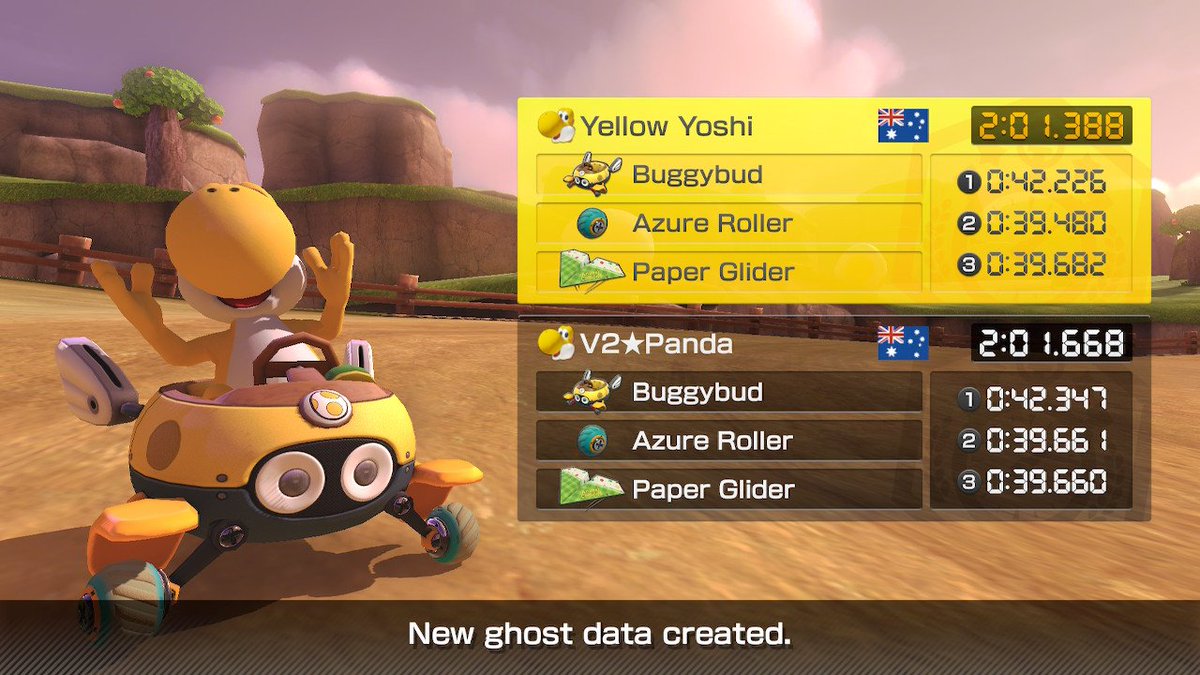 Yellow Yoshi 2:01.388
Buggybud
Azure Roller
Paper Glider
1 0:42.226
2 0:39.480
3 0:39.682
V2★Panda 2:01.668
Buggybud
Azure Roller
Paper Glider
1 0:42.347
2 0:39.661
3 0:39.660
New ghost data created.